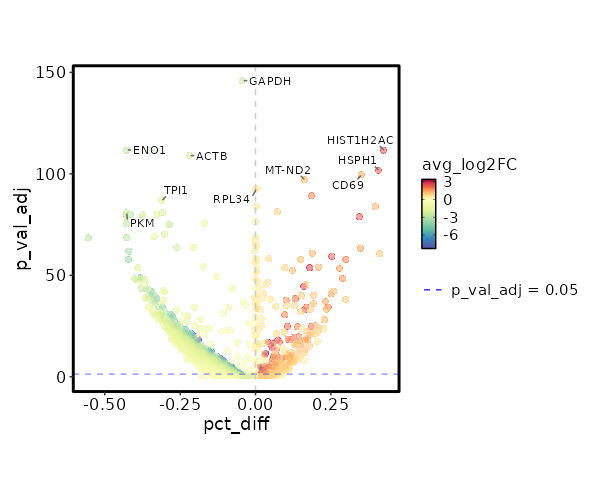 150
GAPDH
HIST1H2AC
ENO1
ACTB
HSPH1
MT-ND2
100
CD69
TPI1
RPL34
PKM
50
0
p_val_adj
-0.50
-0.25
0.00
0.25
pct_diff
avg_log2FC
3
0
-3
-6
p_val_adj = 0.05